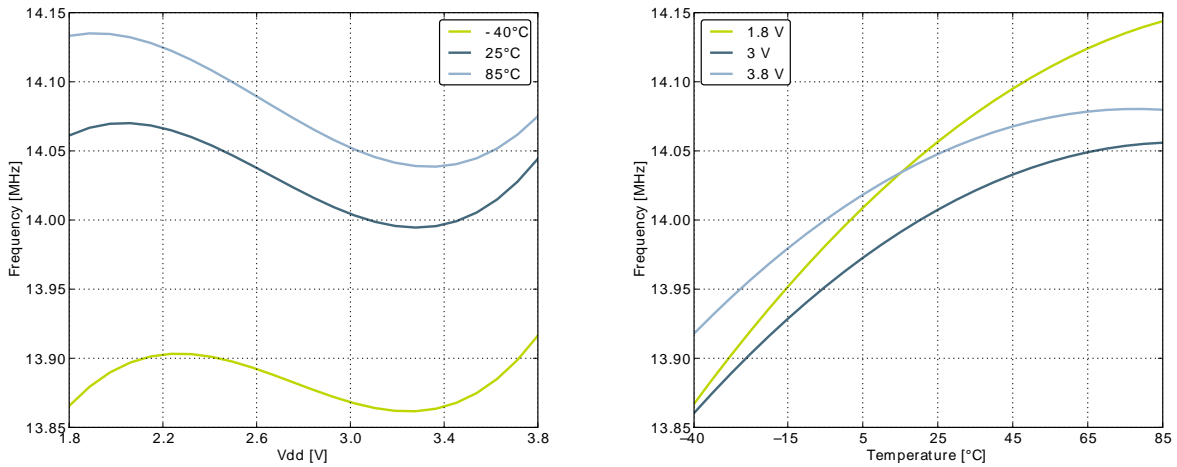 14.15
14.10
14.05
14.00
13.95
13.90
13.85
Frequency [MHz]
1.8 2.2 2.6 3.0 3.4 3.8
Vdd [V]
- 40°C
25°C
85°C
14.15
14.10
14.05
14.00
13.95
13.90
13.85
Frequency [MHz]
–40 –15 5 25 45 65 85
Temperature [°C]
1.8 V
3 V
3.8 V